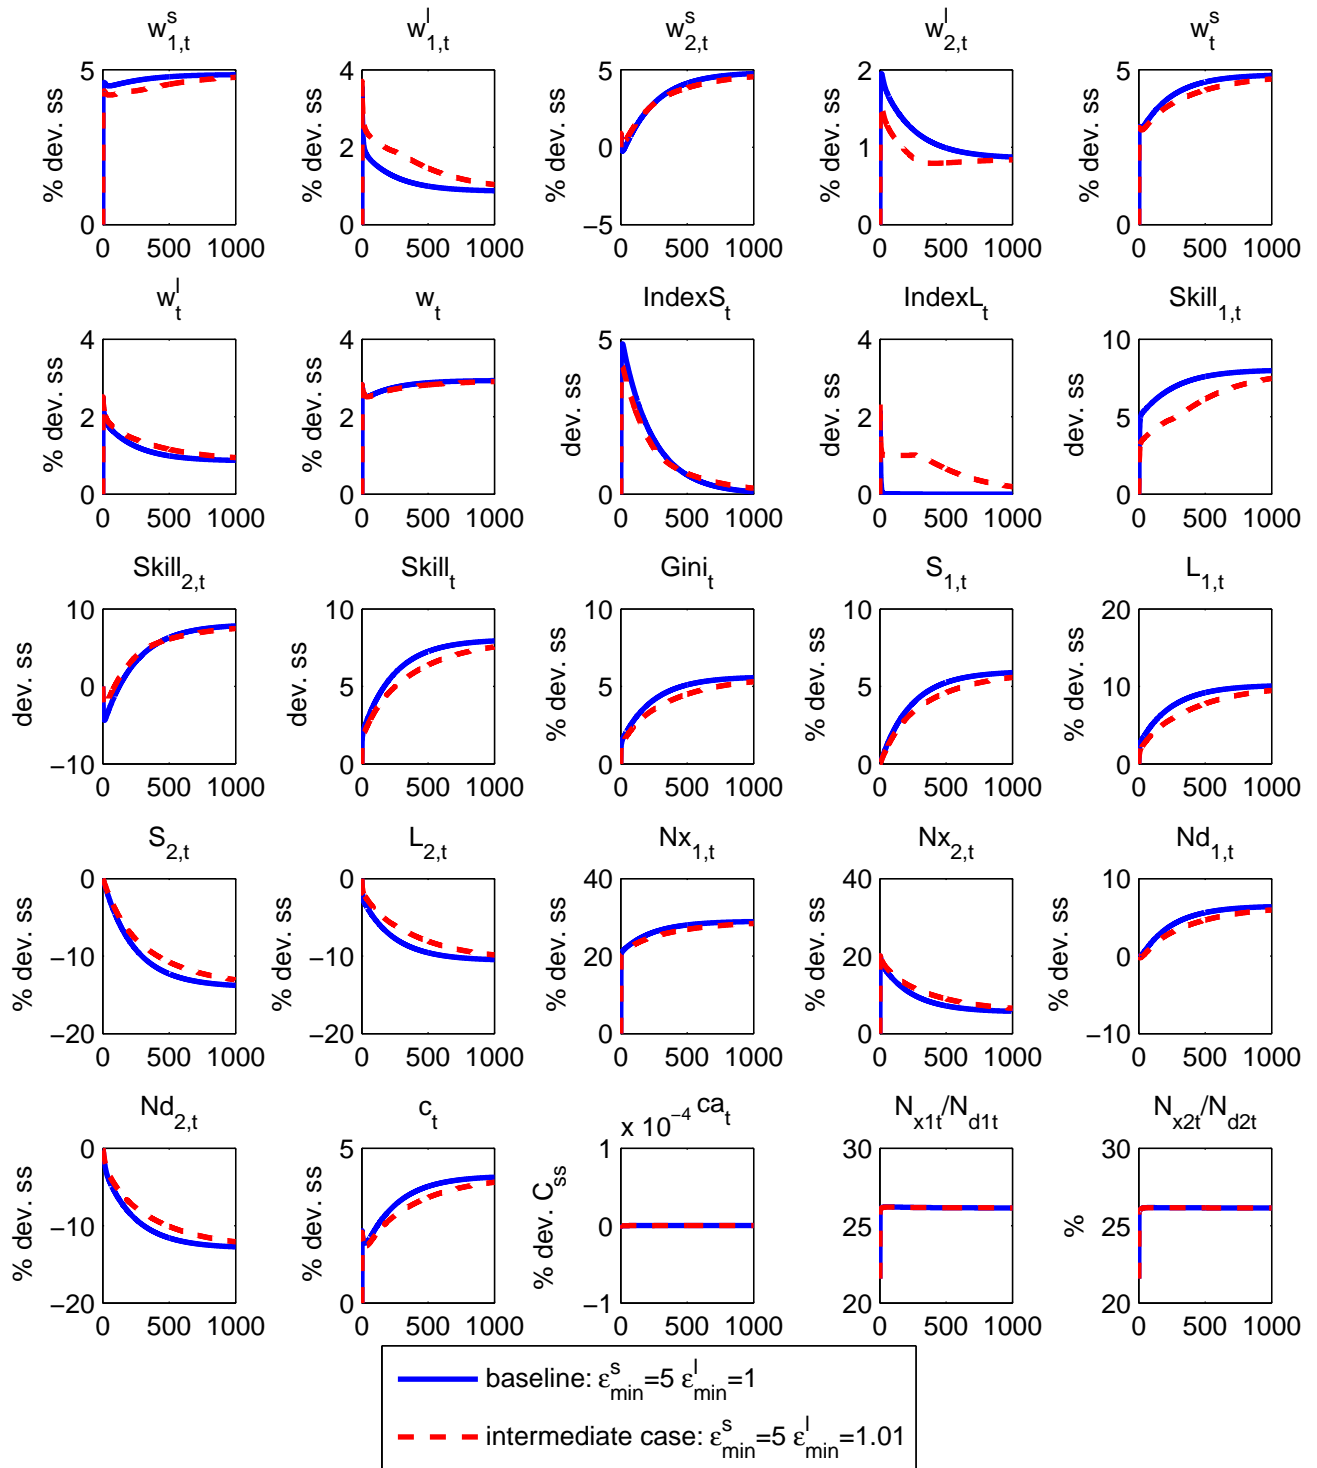 w^s_{1,t} w^l_{1,t} w^s_{2,t} w^l_{2,t} w^s_t
5 4 5 2 5
% dev. ss % dev. ss % dev. ss % dev. ss % dev. ss
2 0 1
0 0 −5 0 0
0 500 1000 0 500 1000 0 500 1000 0 500 1000 0 500 1000
w^l_t w_t IndexS_t IndexL_t Skill_{1,t}
4 4 5 4 10
% dev. ss % dev. ss dev. ss dev. ss dev. ss
2 2 2 5
0 0 0 0 0
0 500 1000 0 500 1000 0 500 1000 0 500 1000 0 500 1000
Skill_{2,t} Skill_t Gini_t S_{1,t} L_{1,t}
10 10 10 10 20
dev. ss dev. ss % dev. ss % dev. ss % dev. ss
0 5 5 5 10
−10 0 0 0 0
0 500 1000 0 500 1000 0 500 1000 0 500 1000 0 500 1000
S_{2,t} L_{2,t} Nx_{1,t} Nx_{2,t} Nd_{1,t}
0 0 40 40 10
% dev. ss % dev. ss % dev. ss % dev. ss % dev. ss
−10 −10 20 20 0
−20 −20 0 0 −10
0 500 1000 0 500 1000 0 500 1000 0 500 1000 0 500 1000
Nd_{2,t} c_t ca_t N_{x1t}/N_{d1t} N_{x2t}/N_{d2t}
x 10^{−4}
0 5 1 30 30
% dev. ss % dev. ss % dev. C_{ss} % %
−10 0 25 25
−20 0 −1 20 20
0 500 1000 0 500 1000 0 500 1000 0 500 1000 0 500 1000
baseline: ε^s_{min}=5 ε^l_{min}=1
intermediate case: ε^s_{min}=5 ε^l_{min}=1.01